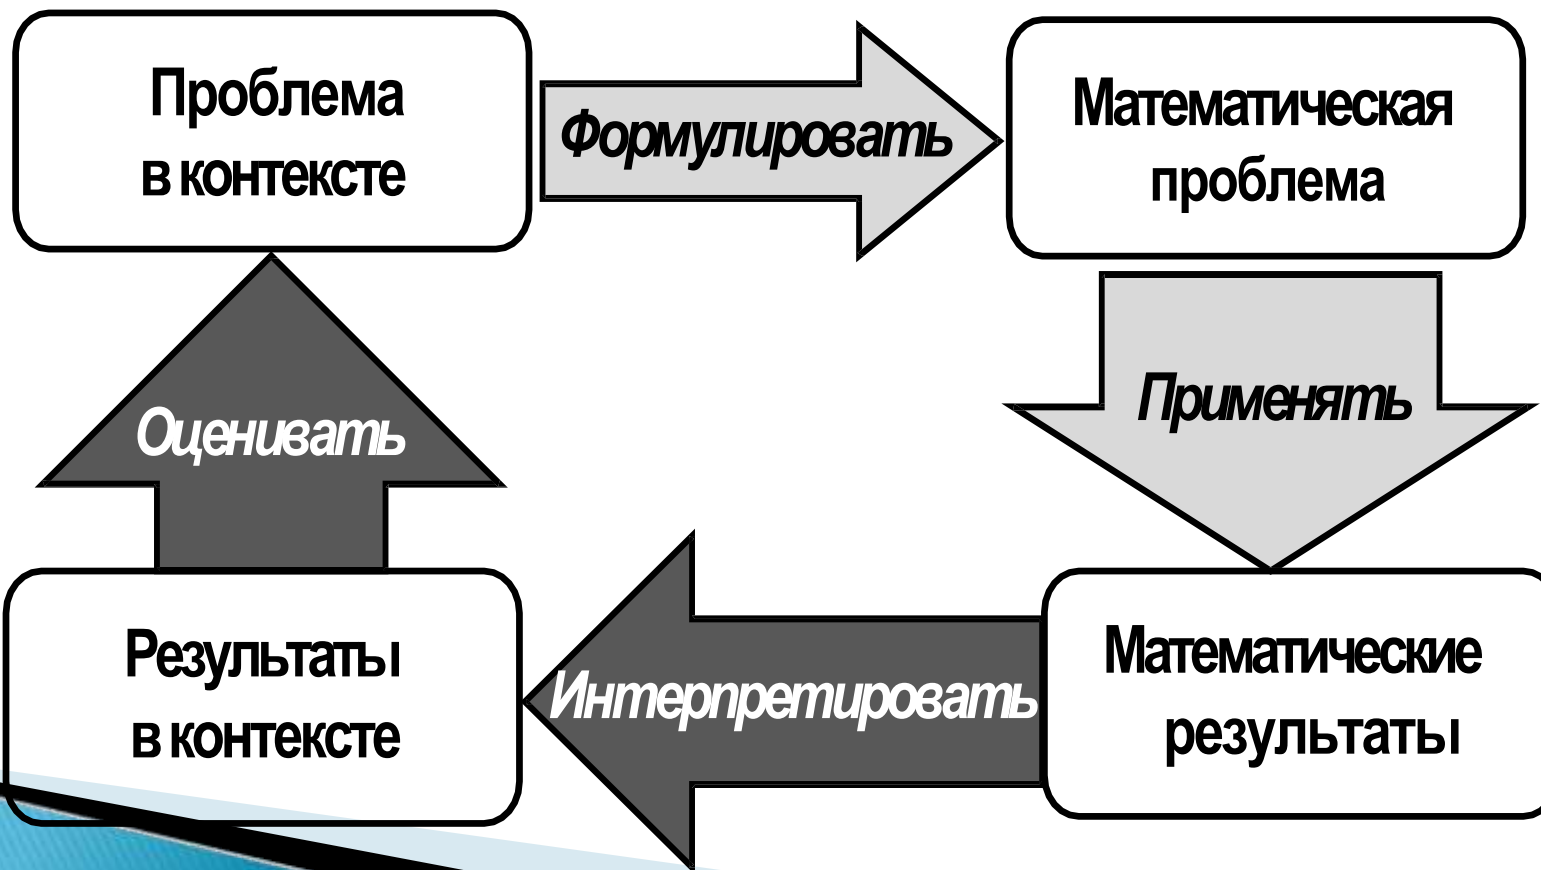 Проблема
в контексте
Формулировать
Математическая
проблема
Применять
Математические
результаты
Интерпретировать
Результаты
в контексте
Оценивать